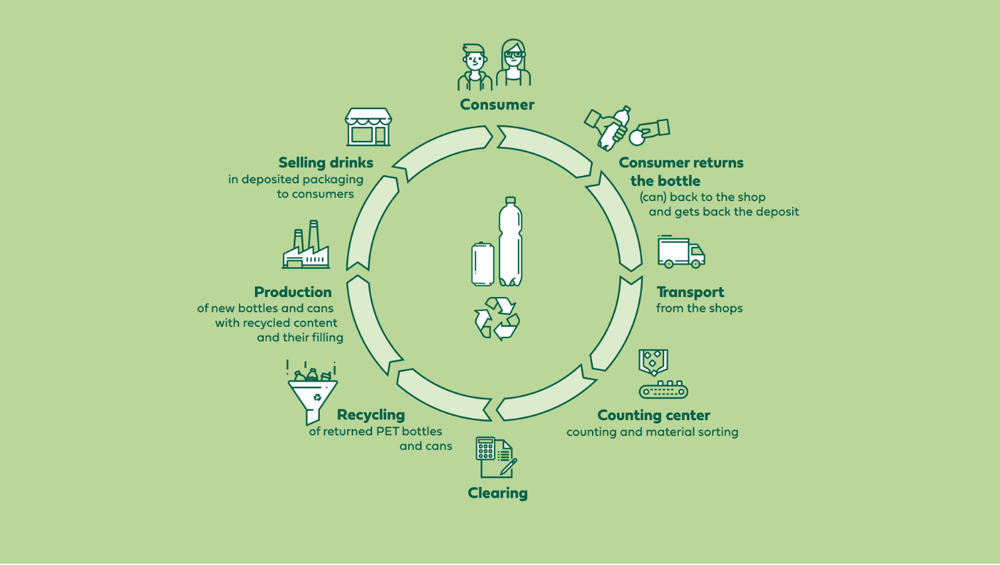 Consumer
Consumer returns
the bottle
(can) back to the shop
and gets back the deposit
Transport
from the shops
Counting center
counting and material sorting
Clearing
Recycling
of returned PET bottles
and cans
Production
of new bottles and cans
with recycled content
and their filling
Selling drinks
in deposited packaging
to consumers